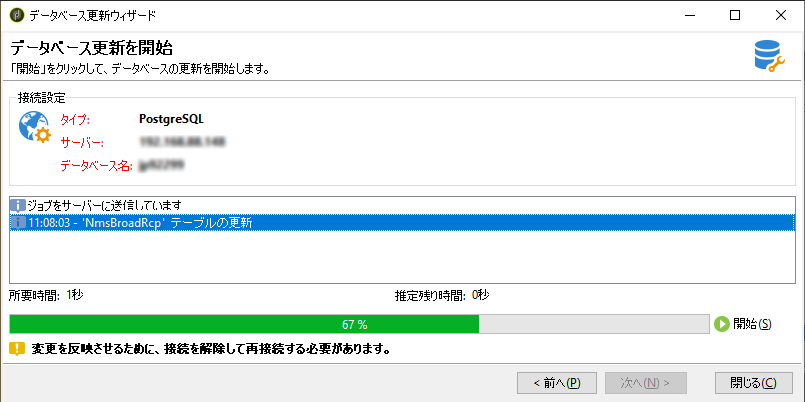 データベース更新ウィザード
データベース更新を開始
「開始」をクリックして、データベースの更新を開始します。
接続設定
タイプ: PostgreSQL
サーバー:
データベース名:
ジョブをサーバーに送信しています
11:08:03 - 'NmsBroadRcp' テーブルの更新
所要時間: 1秒 推定残り時間: 0秒
67 % 開始(S)
変更を反映させるために、接続を解除して再接続する必要があります。
< 前へ(P) 次へ(N) > 閉じる(C)